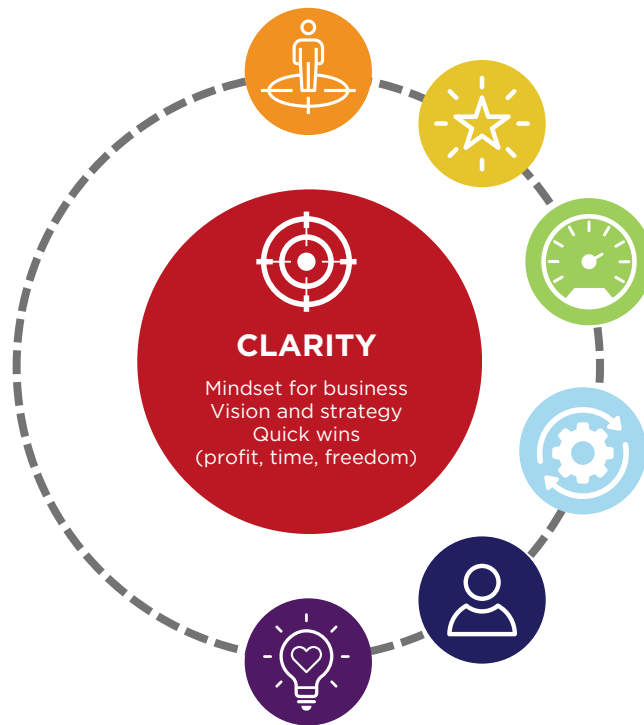 CLARITY
Mindset for business
Vision and strategy
Quick wins
(profit, time, freedom)